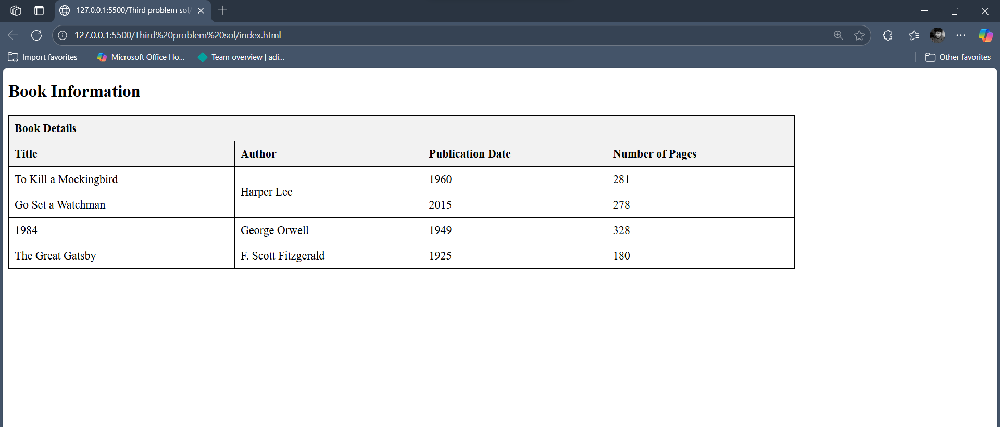 127.0.0.1:5500/Third problem sol/
127.0.0.1:5500/Third%20problem%20sol/index.html
Import favorites
Microsoft Office Ho...
Team overview | adi...
Other favorites
Book Information
Book Details
Title Author Publication Date Number of Pages
To Kill a Mockingbird Harper Lee 1960 281
Go Set a Watchman 2015 278
1984 George Orwell 1949 328
The Great Gatsby F. Scott Fitzgerald 1925 180